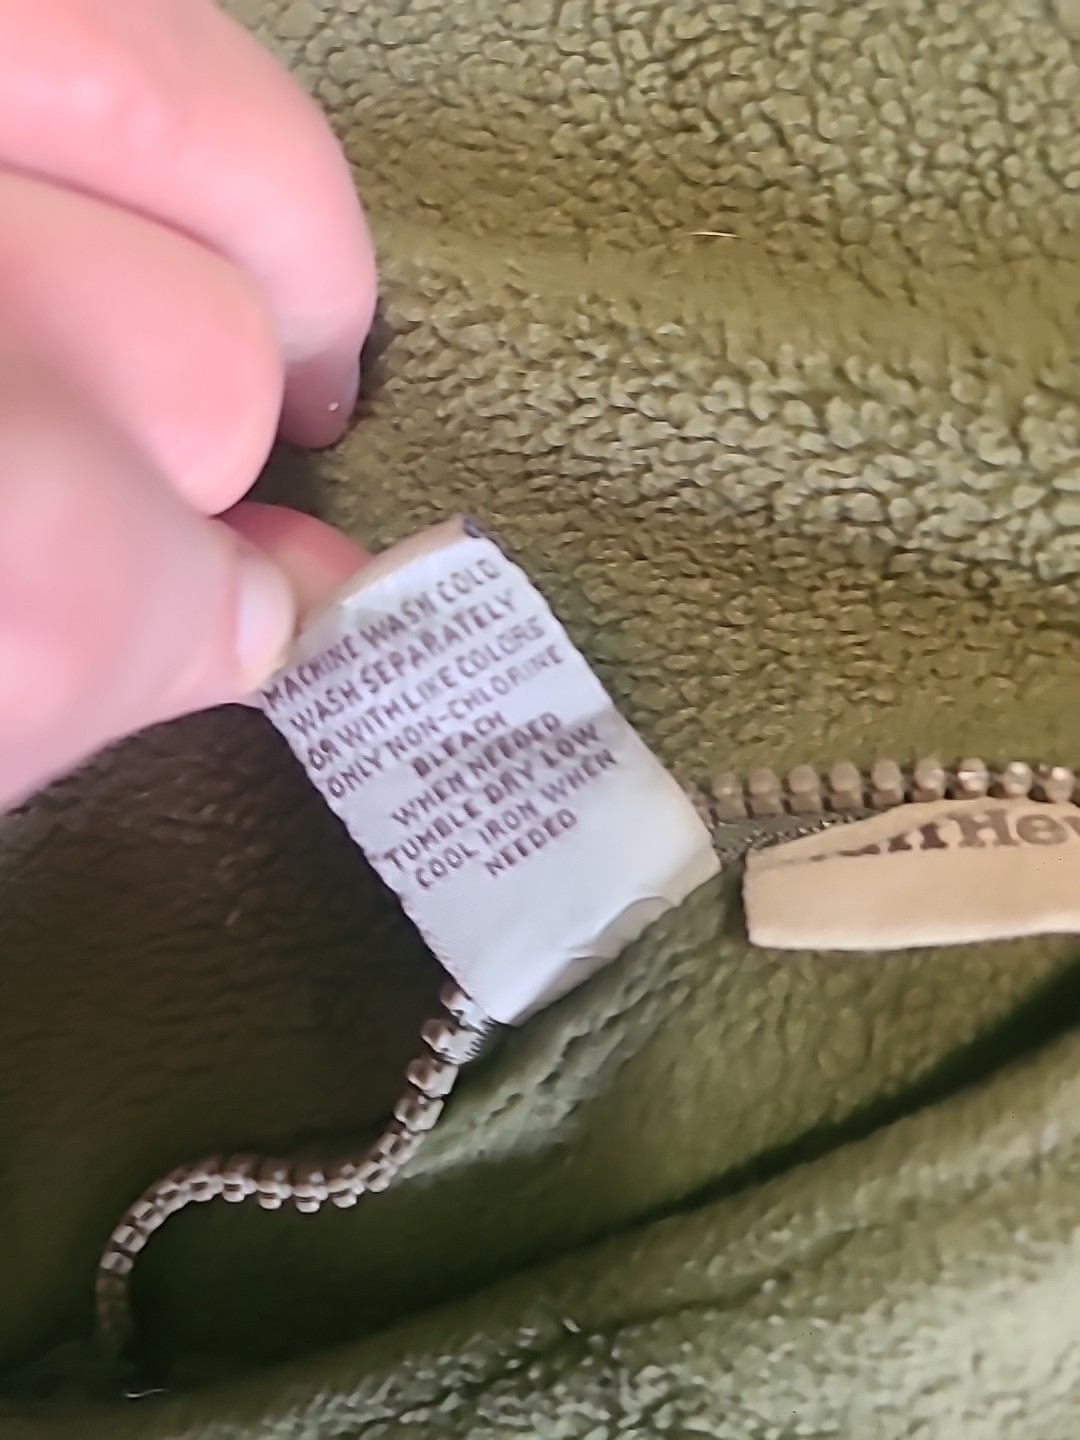 MACHINE WASH COLD
WASH SEPARATELY
OR WITH LIKE COLORS
ONLY NON-CHLORINE
BLEACH
WHEN NEEDED
TUMBLE DRY LOW
COOL IRON WHEN
NEEDED